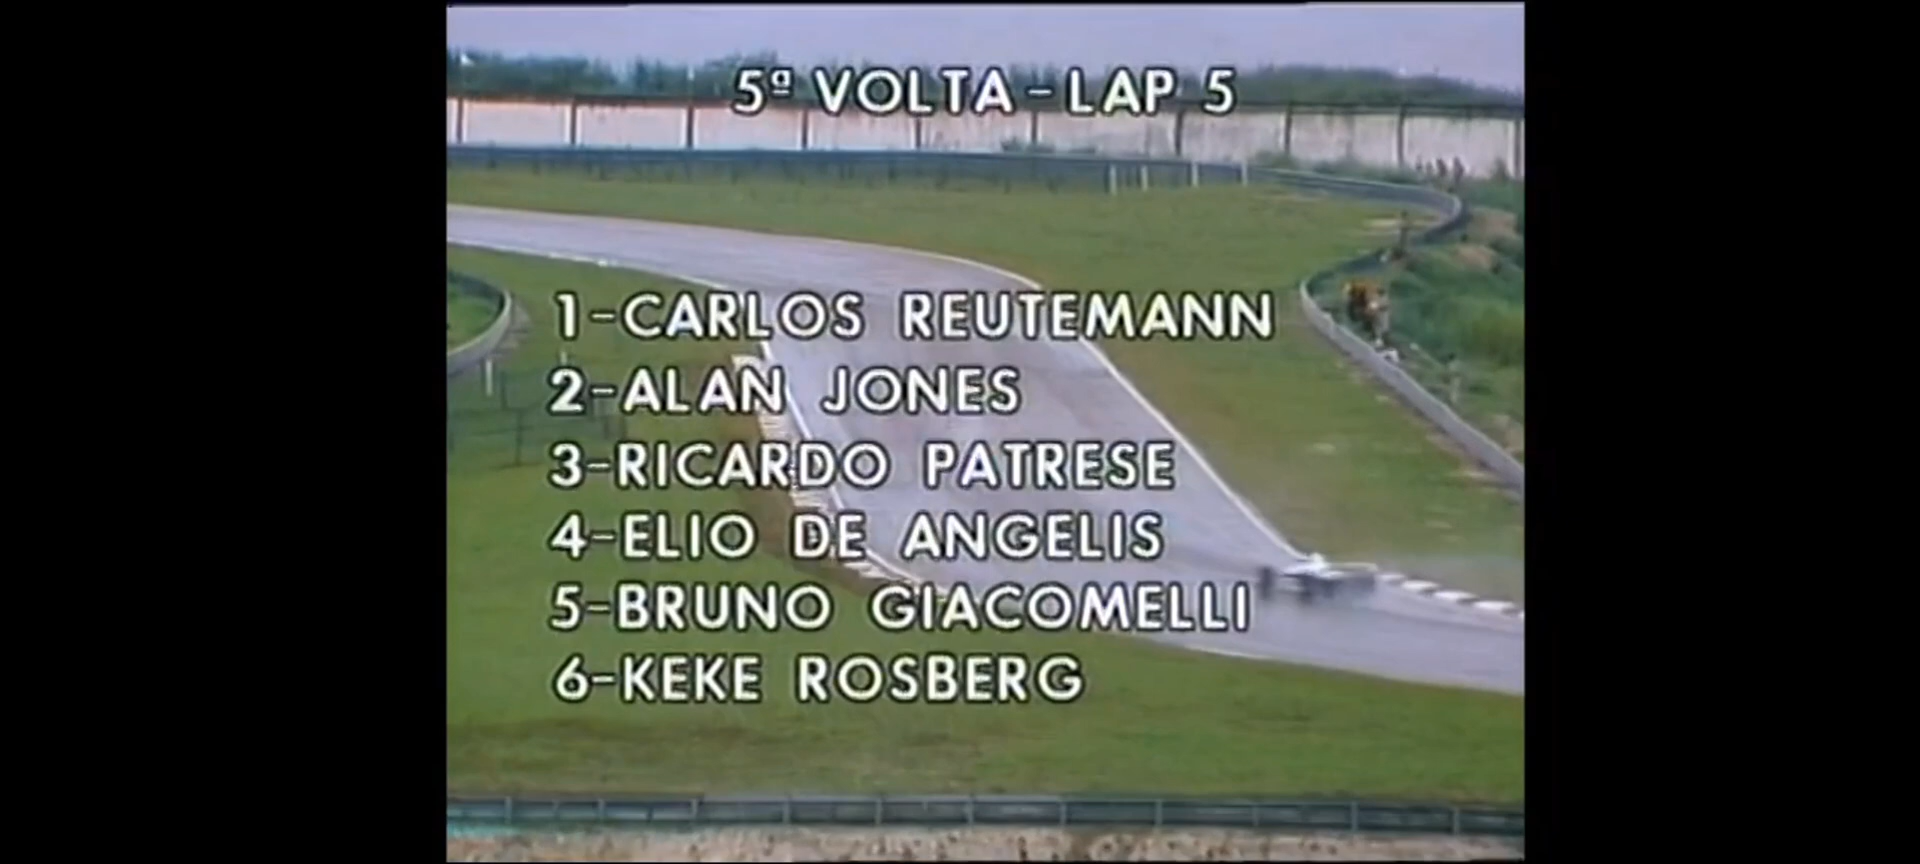 5ª VOLTA - LAP 5
1-CARLOS REUTEMANN
2-ALAN JONES
3-RICARDO PATRESE
4-ELIO DE ANGELIS
5-BRUNO GIACOMELLI
6-KEKE ROSBERG